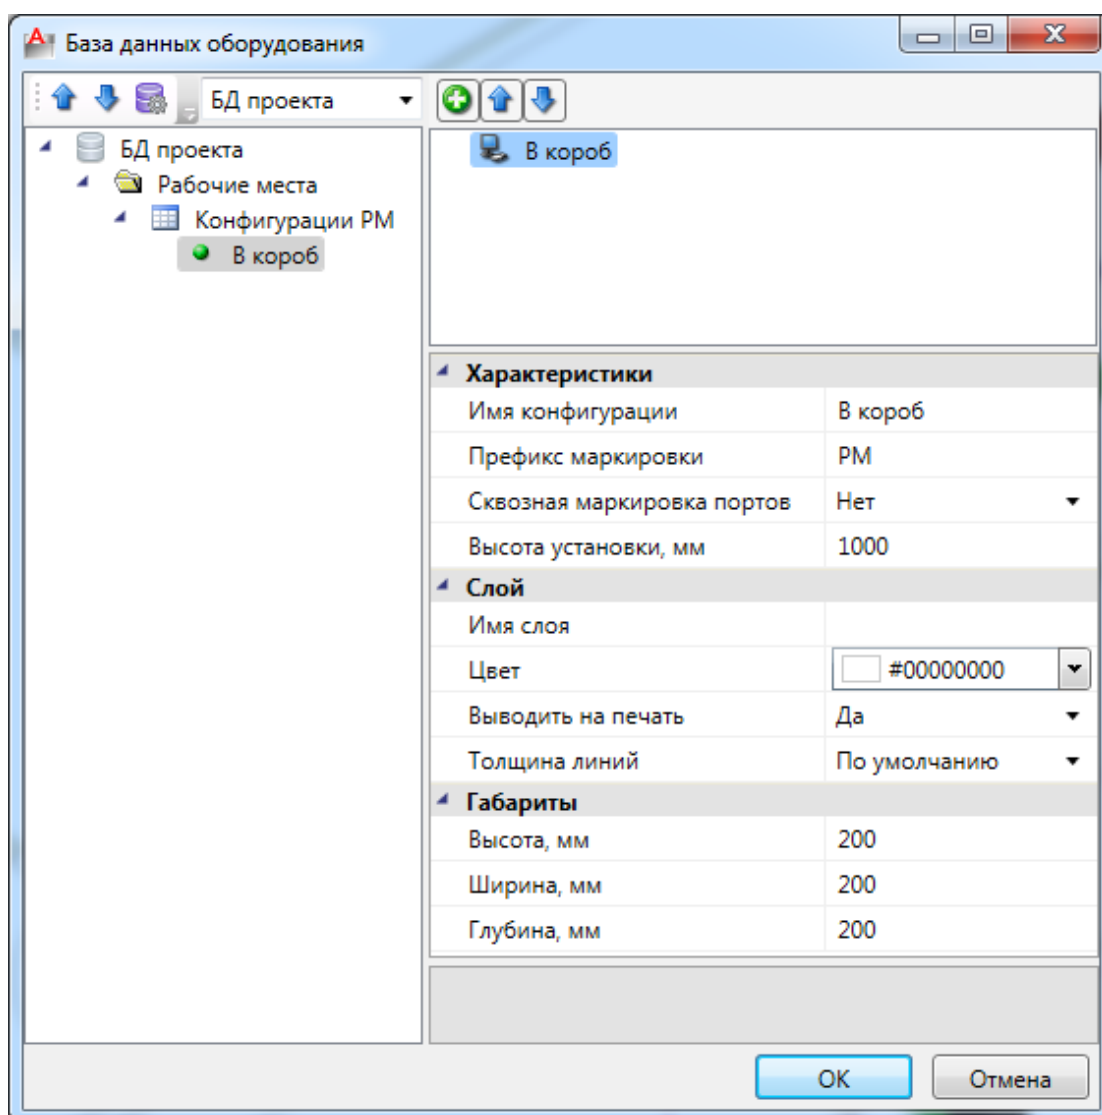 База данных оборудования
БД проекта
БД проекта
Рабочие места
Конфигурации РМ
В короб
В короб
Характеристики
Имя конфигурации В короб
Префикс маркировки РМ
Сквозная маркировка портов Нет
Высота установки, мм 1000
Слой
Имя слоя
Цвет #00000000
Выводить на печать Да
Толщина линий По умолчанию
Габариты
Высота, мм 200
Ширина, мм 200
Глубина, мм 200
ОК Отмена